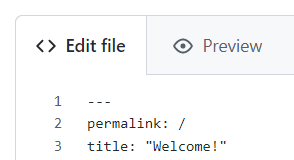 <> Edit file Preview
1 ---
2 permalink: /
3 title: "Welcome!"